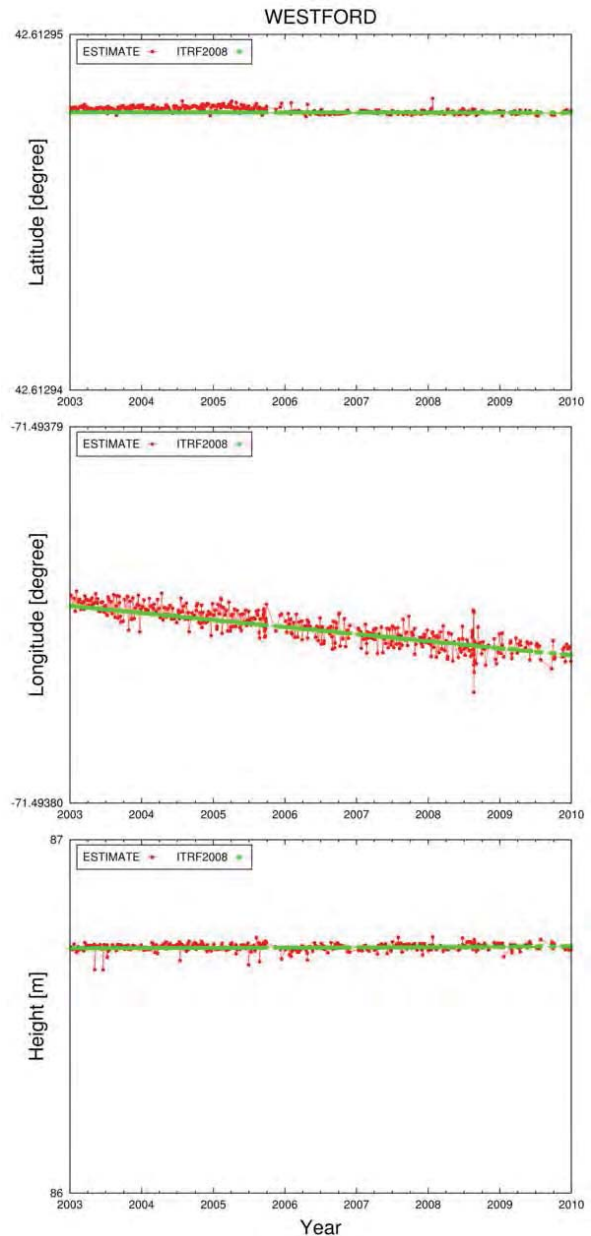 WESTFORD
42.61295
ESTIMATE ITRF2008
Latitude [degree]
42.61294
2003 2004 2005 2006 2007 2008 2009 2010
-71.49379
ESTIMATE ITRF2008
Longitude [degree]
-71.49380
2003 2004 2005 2006 2007 2008 2009 2010
87
ESTIMATE ITRF2008
Height [m]
86
2003 2004 2005 2006 2007 2008 2009 2010
Year